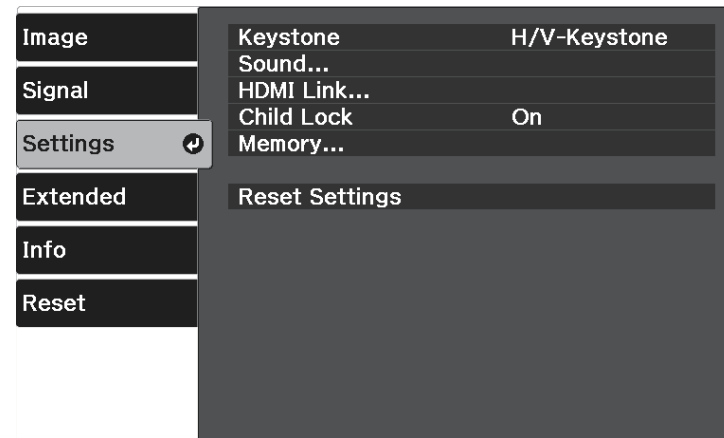 Image
Signal
Settings
Extended
Info
Reset
Keystone H/V-Keystone
Sound...
HDMI Link...
Child Lock On
Memory...
Reset Settings